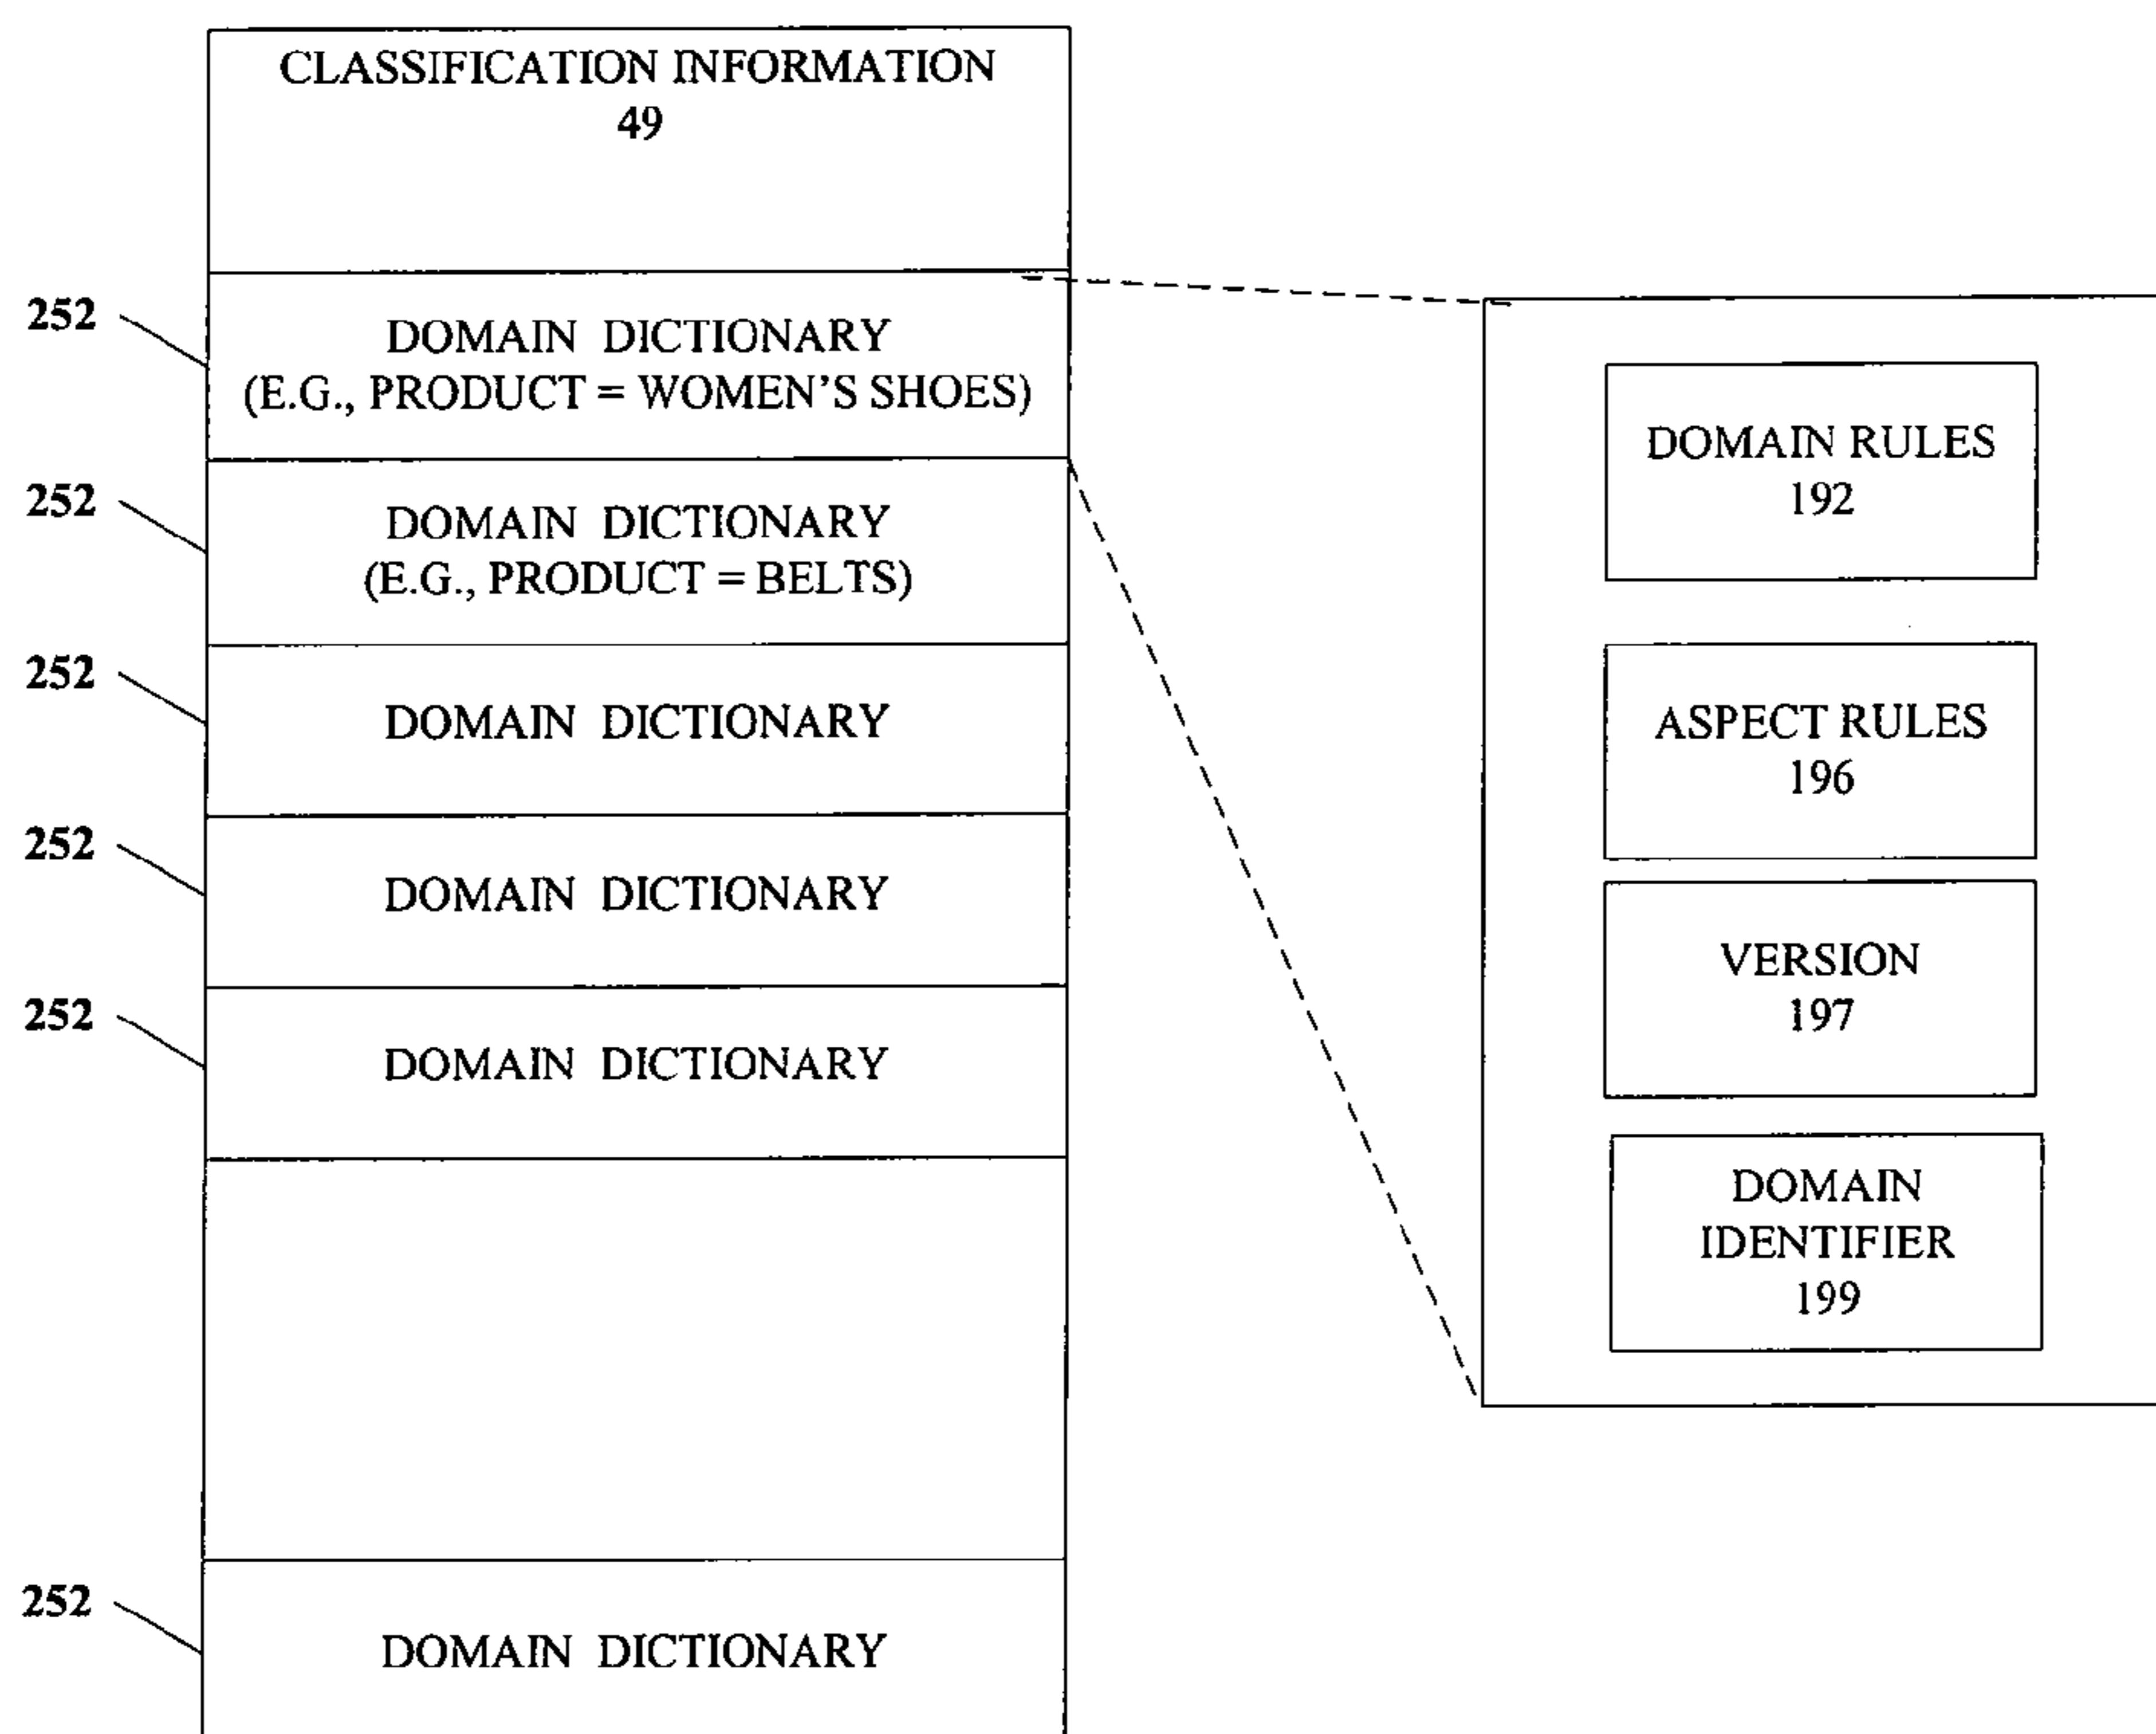 CLASSIFICATION INFORMATION
49
252
DOMAIN DICTIONARY
(E.G., PRODUCT = WOMEN'S SHOES)
252
DOMAIN DICTIONARY
(E.G., PRODUCT = BELTS)
252
DOMAIN DICTIONARY
252
DOMAIN DICTIONARY
252
DOMAIN DICTIONARY
252
DOMAIN DICTIONARY
DOMAIN RULES
192
ASPECT RULES
196
VERSION
197
DOMAIN
IDENTIFIER
199